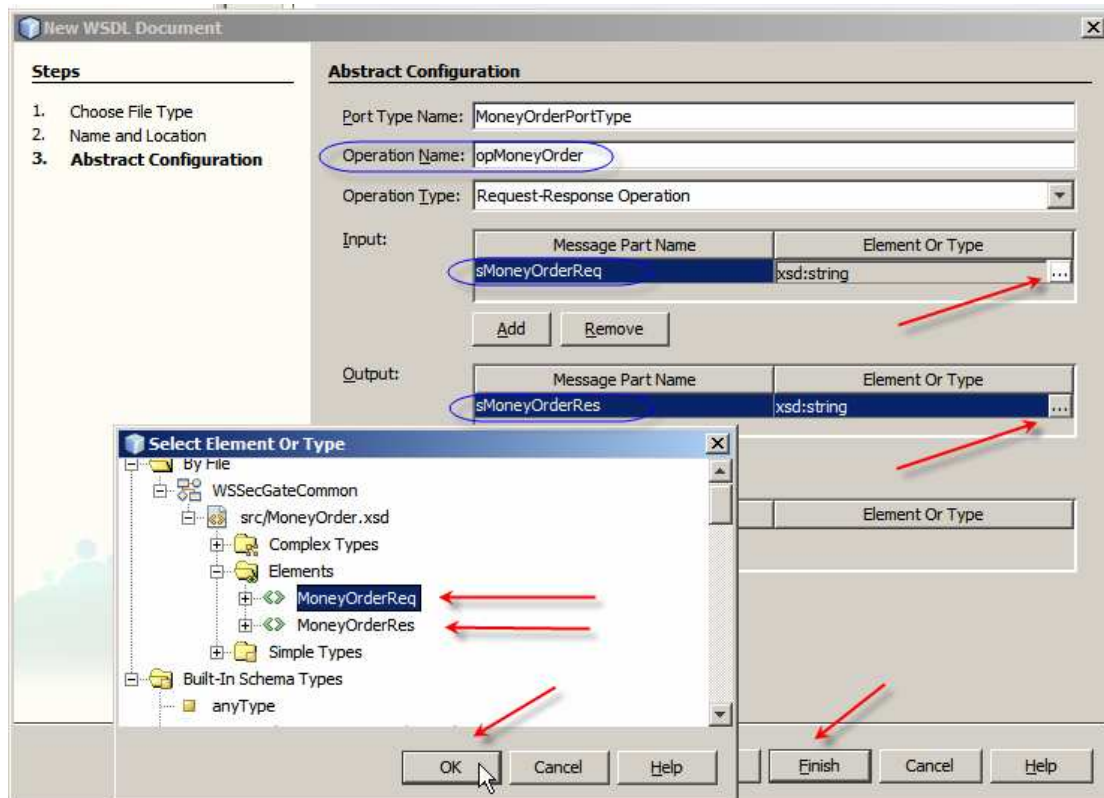 New WSDL Document
Steps
1. Choose File Type
2. Name and Location
3. Abstract Configuration
Abstract Configuration
Port Type Name: MoneyOrderPortType
Operation Name: opMoneyOrder
Operation Type: Request-Response Operation
Input:
Message Part Name Element Or Type
sMoneyOrderReq xsd:string ...
Add Remove
Output:
Message Part Name Element Or Type
sMoneyOrderRes xsd:string ...
Element Or Type
Select Element Or Type
By File
WSSecGateCommon
src/MoneyOrder.xsd
Complex Types
Elements
MoneyOrderReq
MoneyOrderRes
Simple Types
Built-In Schema Types
anyType
OK Cancel Help
Finish Cancel Help